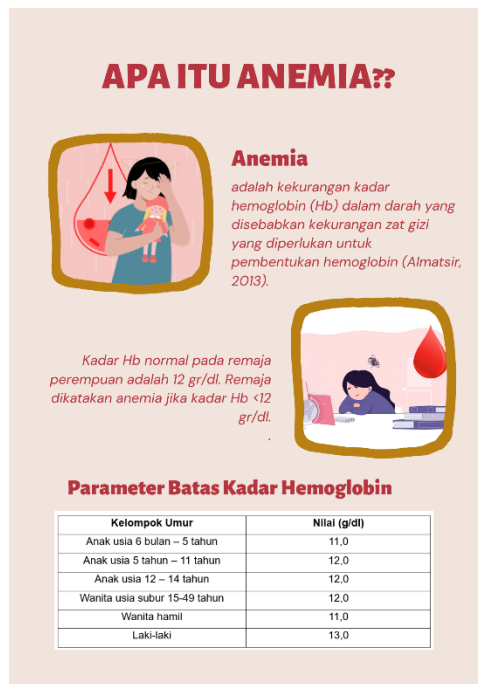 APA ITU ANEMIA??
Anemia
adalah kekurangan kadar
hemoglobin (Hb) dalam darah yang
disebabkan kekurangan zat gizi
yang diperlukan untuk
pembentukan hemoglobin (Almatsir,
2013).
Kadar Hb normal pada remaja
perempuan adalah 12 gr/dl. Remaja
dikatakan anemia jika kadar Hb <12
gr/dl.
.
Parameter Batas Kadar Hemoglobin
Kelompok Umur Nilai (g/dl)
Anak usia 6 bulan – 5 tahun 11,0
Anak usia 5 tahun – 11 tahun 12,0
Anak usia 12 – 14 tahun 12,0
Wanita usia subur 15-49 tahun 12,0
Wanita hamil 11,0
Laki-laki 13,0